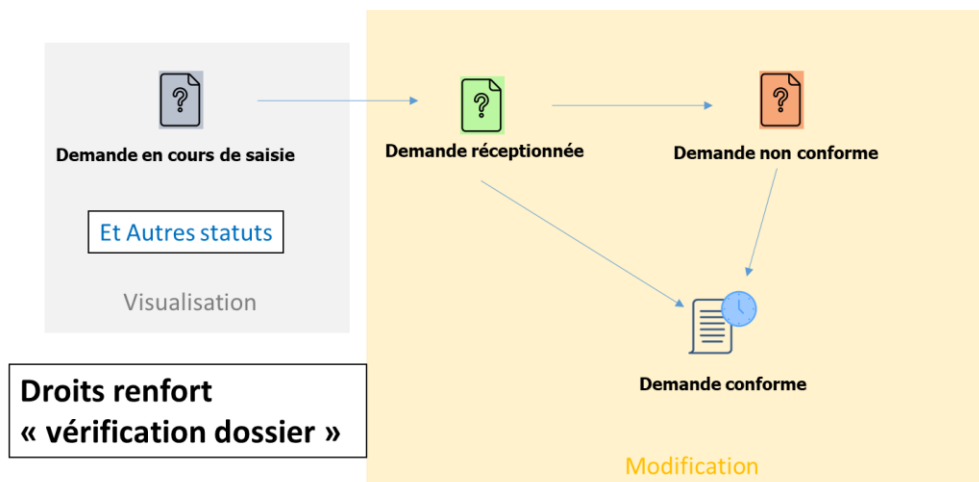 Demande en cours de saisie
Et Autres statuts
Visualisation
Droits renfort
« vérification dossier »
Demande réceptionnée
Demande non conforme
Demande conforme
Modification